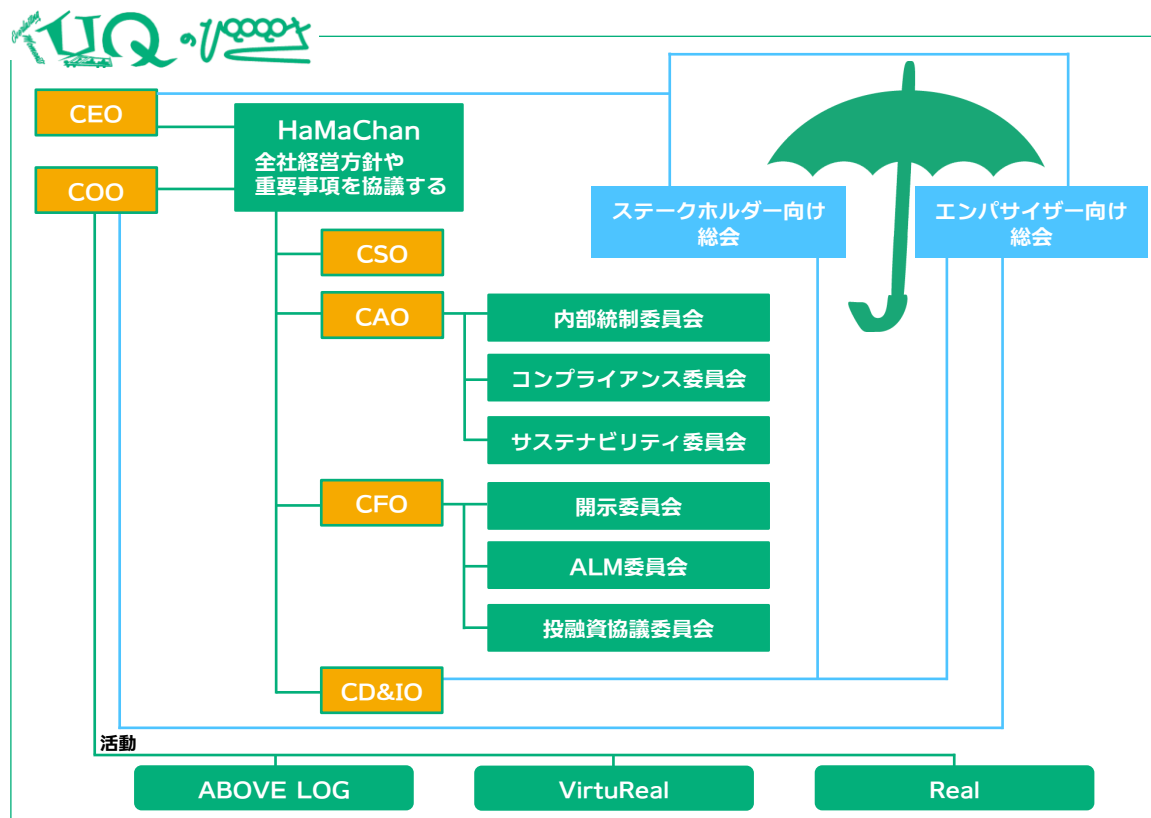 UQの
CEO
HaMaChan
全社経営方針や
重要事項を協議する
COO
ステークホルダー向け
総会
エンパサイザー向け
総会
CSO
CAO
内部統制委員会
コンプライアンス委員会
サステナビリティ委員会
CFO
開示委員会
ALM委員会
投融資協議委員会
CD&IO
活動
ABOVE LOG
VirtuReal
Real